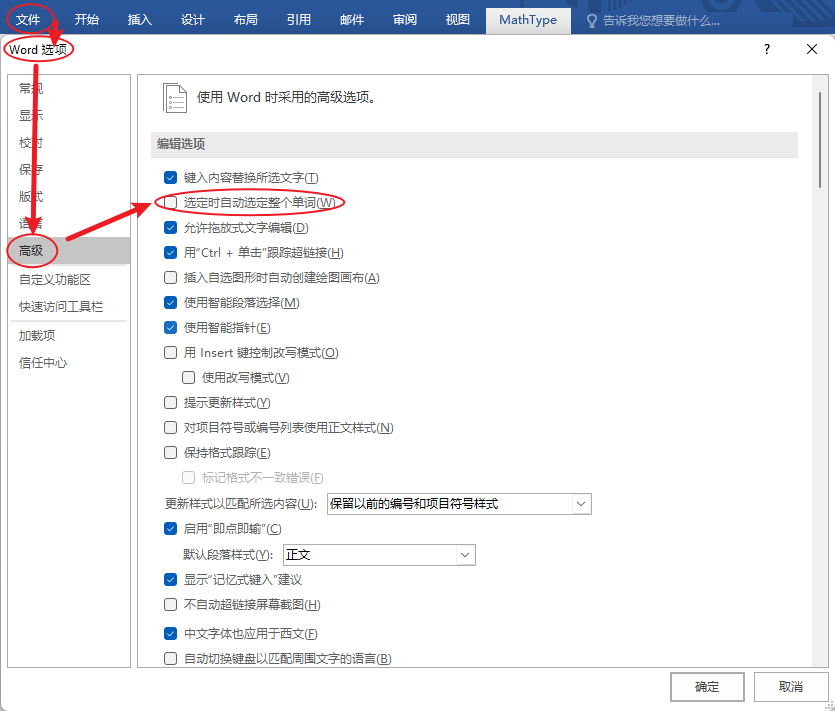 文件 开始 插入 设计 布局 引用 邮件 审阅 视图 MathType 告诉我您想要做什么...
Word 选项 ?
常规
显示
校对
保存
版式
语言
高级
自定义功能区
快速访问工具栏
加载项
信任中心
使用 Word 时采用的高级选项。
编辑选项
键入内容替换所选文字(T)
选定时自动选定整个单词(W)
允许拖放式文字编辑(D)
用“Ctrl + 单击”跟踪超链接(H)
插入自选图形时自动创建绘图画布(A)
使用智能段落选择(M)
使用智能指针(E)
用 Insert 键控制改写模式(O)
使用改写模式(V)
提示更新样式(Y)
对项目符号或编号列表使用正文样式(N)
保持格式跟踪(E)
标记格式不一致错误(F)
更新样式以匹配所选内容(U): 保留以前的编号和项目符号样式
启用“即点即输”(C)
默认段落样式(Y): 正文
显示“记忆式键入”建议
不自动超链接屏幕截图(H)
中文字体也应用于西文(F)
自动切换键盘以匹配周围文字的语言(B)
确定 取消